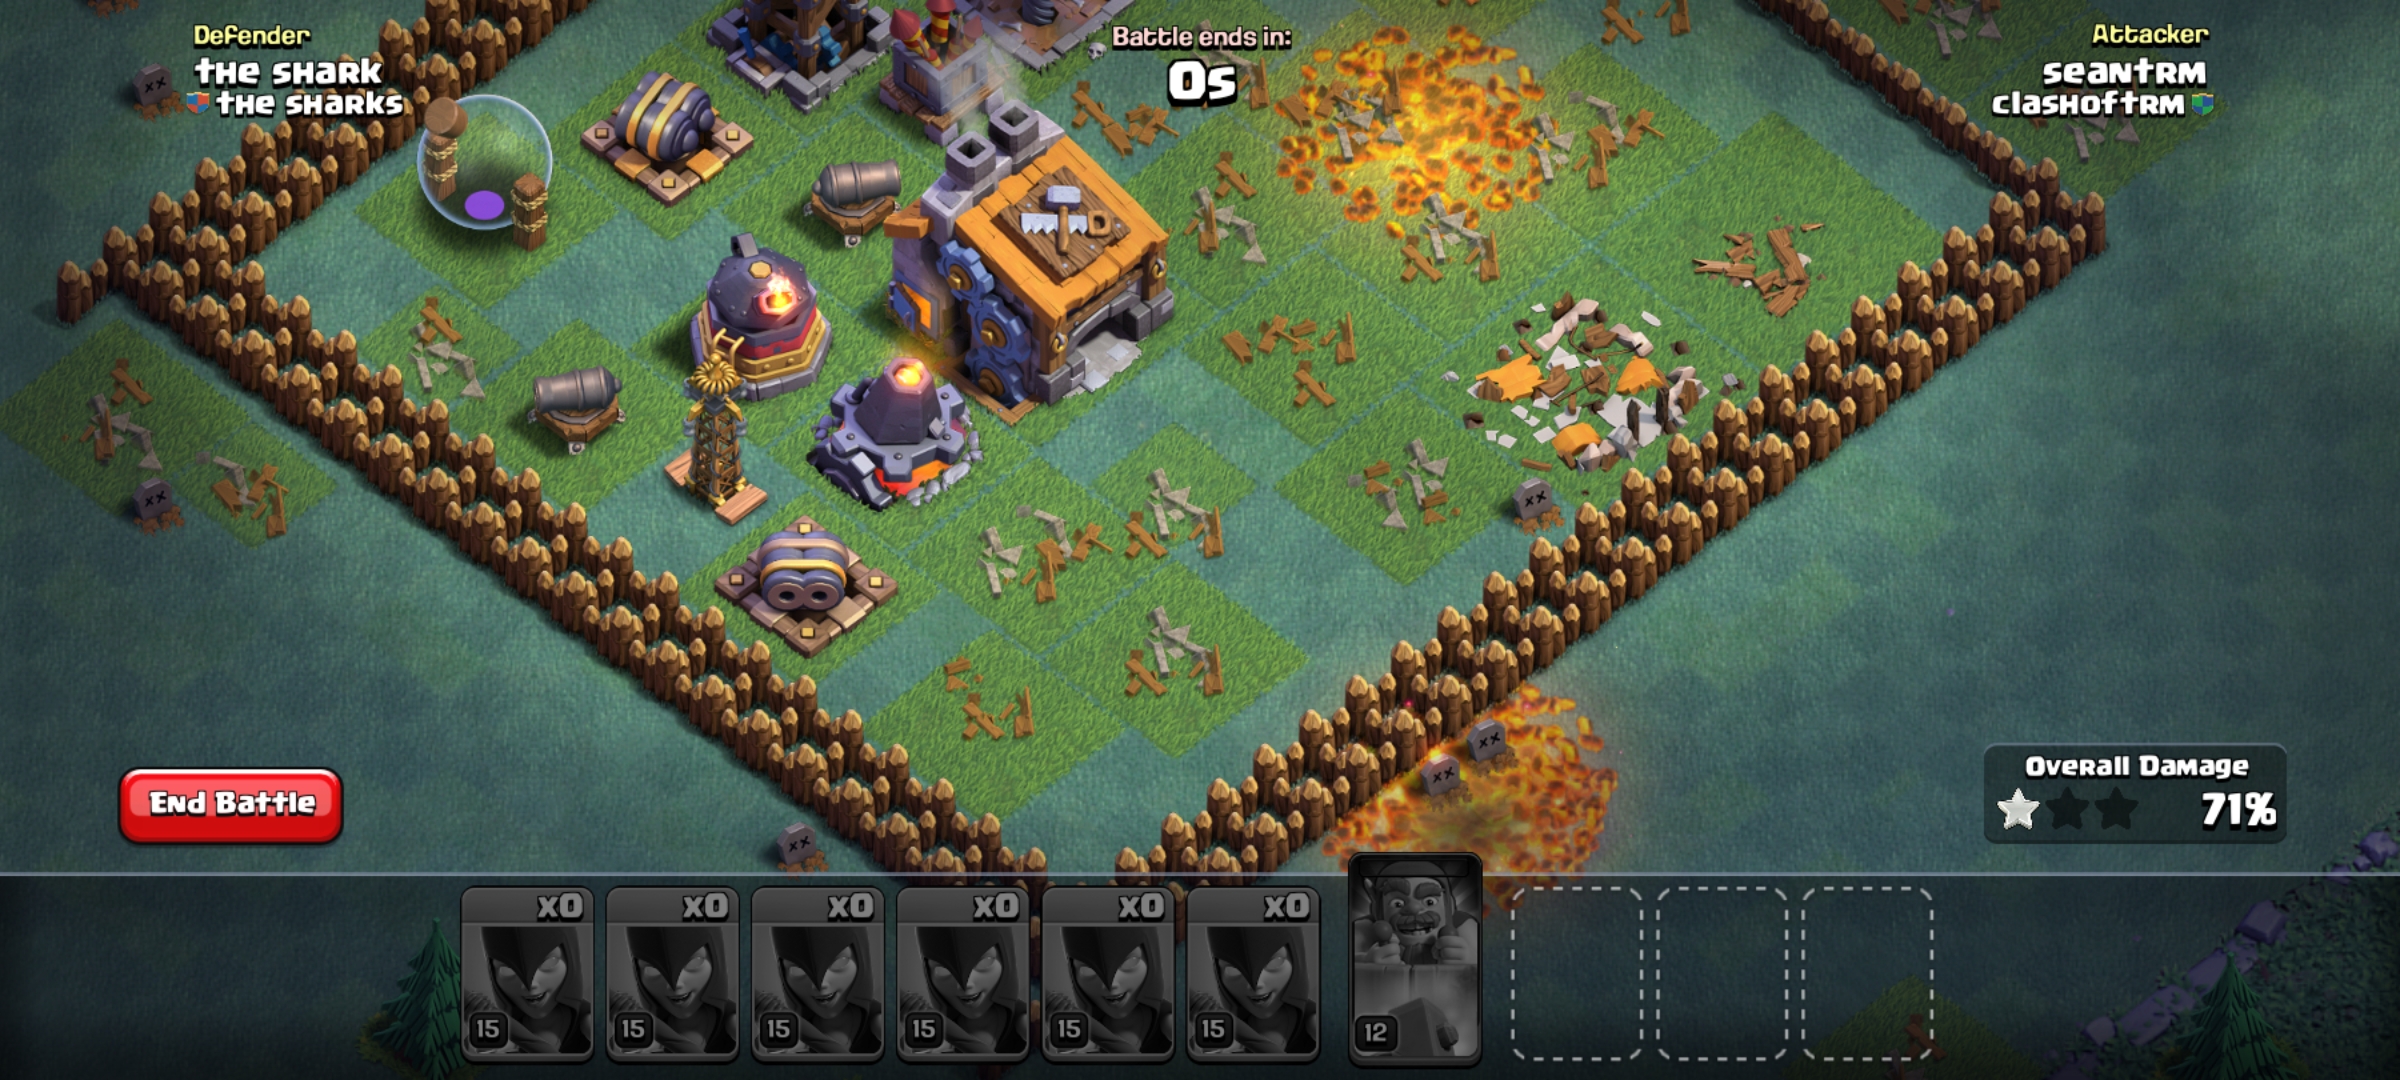 Defender
the shark
the sharks
Battle ends in:
0s
Attacker
seantrm
clashoftrm
End Battle
Overall Damage
71%
x0
x0
x0
x0
x0
x0
15
15
15
15
15
15
12